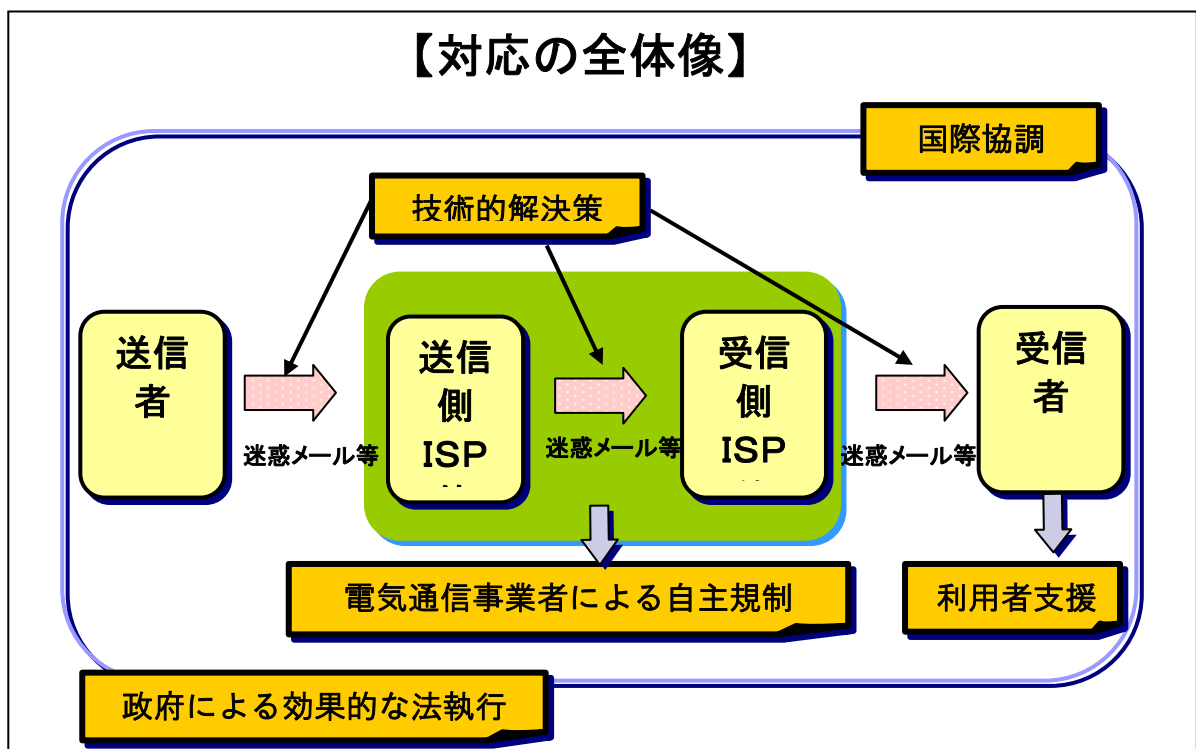 【対応の全体像】
国際協調
技術的解決策
送信
者
迷惑メール等
送信
側
ISP
迷惑メール等
受信
側
ISP
迷惑メール等
受信
者
電気通信事業者による自主規制
利用者支援
政府による効果的な法執行